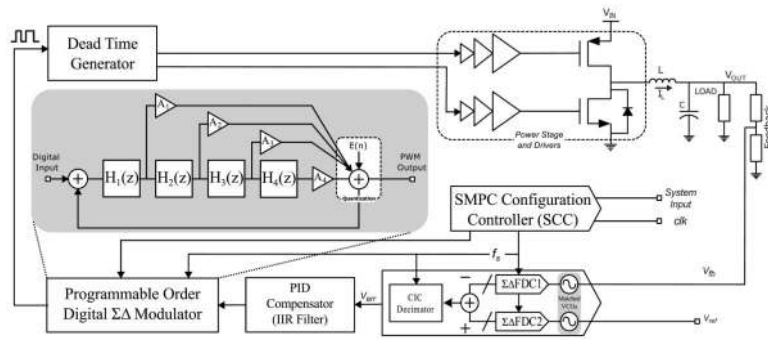 Dead Time
Generator
V_IN
L
V_OUT
I_L
C
LOAD
Feedback
Power Stage
and Drivers
A_1
A_2
A_3
E(n)
Digital
Input
PWM
Output
H_1(z)
H_2(z)
H_3(z)
H_4(z)
A_4
Quantization
SMPC Configuration
Controller (SCC)
System
Input
clk
f_s
V_fb
Programmable Order
Digital ΣΔ Modulator
PID
Compensator
(IIR Filter)
V_err
CIC
Decimator
ΣΔFDC1
Matched
VCOs
ΣΔFDC2
V_ref